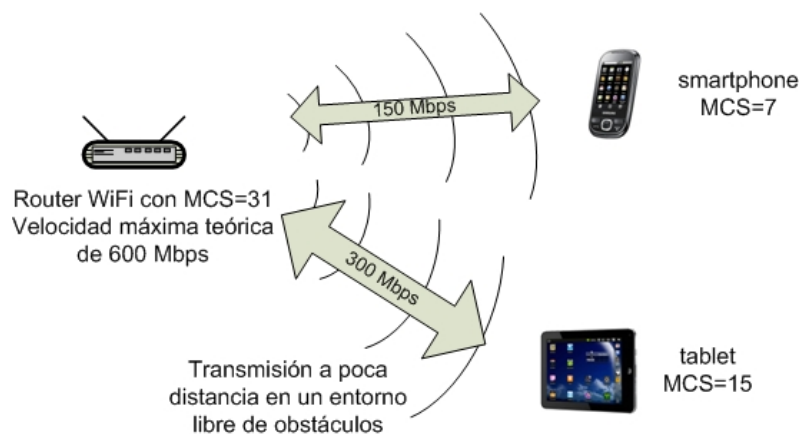 150 Mbps
smartphone
MCS=7
Router WiFi con MCS=31
Velocidad máxima teórica
de 600 Mbps
300 Mbps
Transmisión a poca
distancia en un entorno
libre de obstáculos
tablet
MCS=15